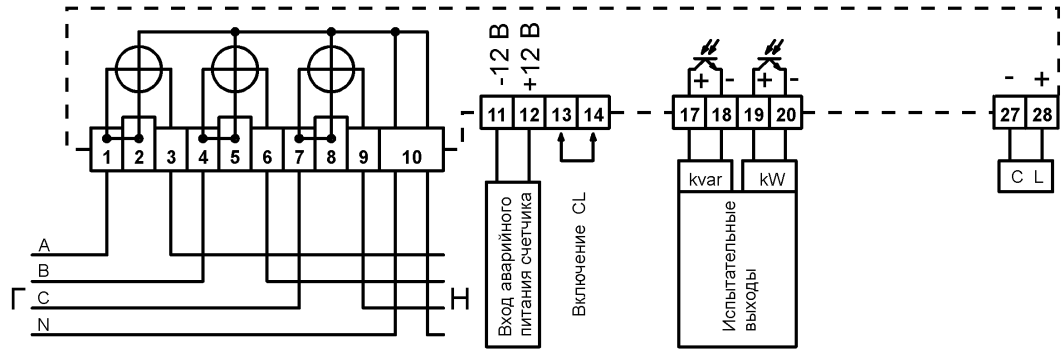 -12 В
+12 В
1 2 3 4 5 6 7 8 9 10
11 12 13 14
+ - + -
17 18 19 20
- +
27 28
A
B
C
N
Г
Н
Вход аварийного
питания счетчика
Включение CL
kvar
kW
Испытательные
выходы
C L